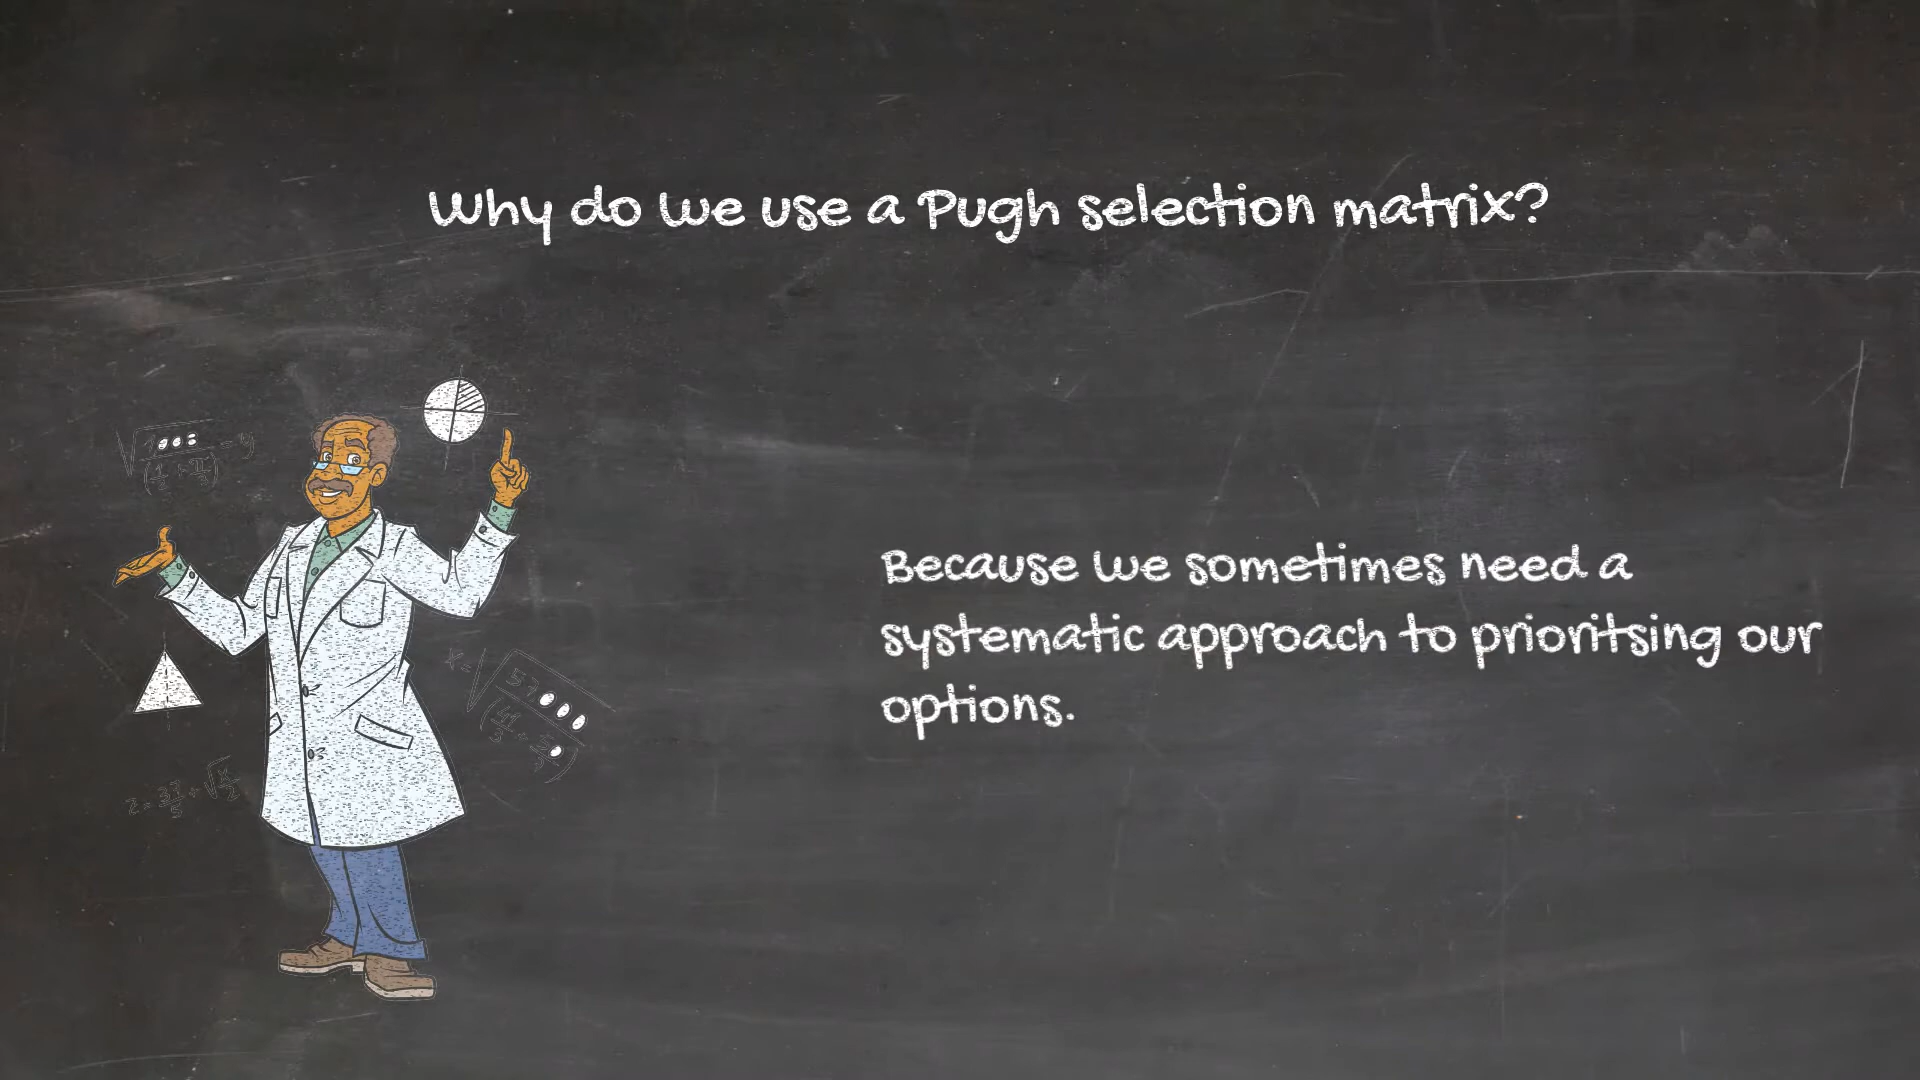 Why do we use a Pugh selection matrix?
Because we sometimes need a
systematic approach to prioritsing our
options.